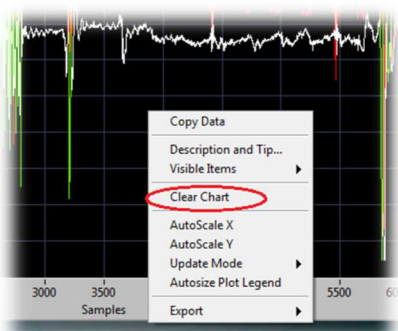 Copy Data
Description and Tip...
Visible Items
Clear Chart
AutoScale X
AutoScale Y
Update Mode
Autosize Plot Legend
Export
3000 3500 5500 60
Samples